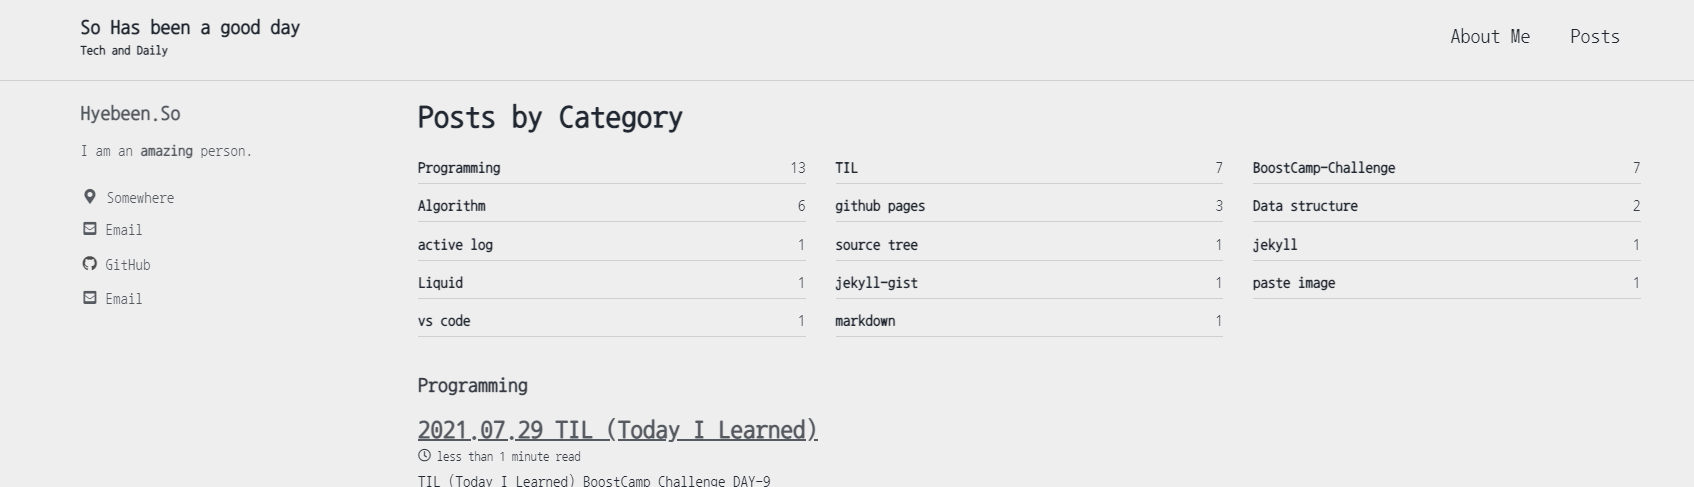 So Has been a good day
Tech and Daily
About Me Posts
Hyebeen.So
I am an amazing person.
Somewhere
Email
GitHub
Email
Posts by Category
Programming 13 TIL 7 BoostCamp-Challenge 7
Algorithm 6 github pages 3 Data structure 2
active log 1 source tree 1 jekyll 1
Liquid 1 jekyll-gist 1 paste image 1
vs code 1 markdown 1
Programming
2021.07.29 TIL (Today I Learned)
less than 1 minute read
TIL (Today I Learned) BoostCamp Challenge DAY-9